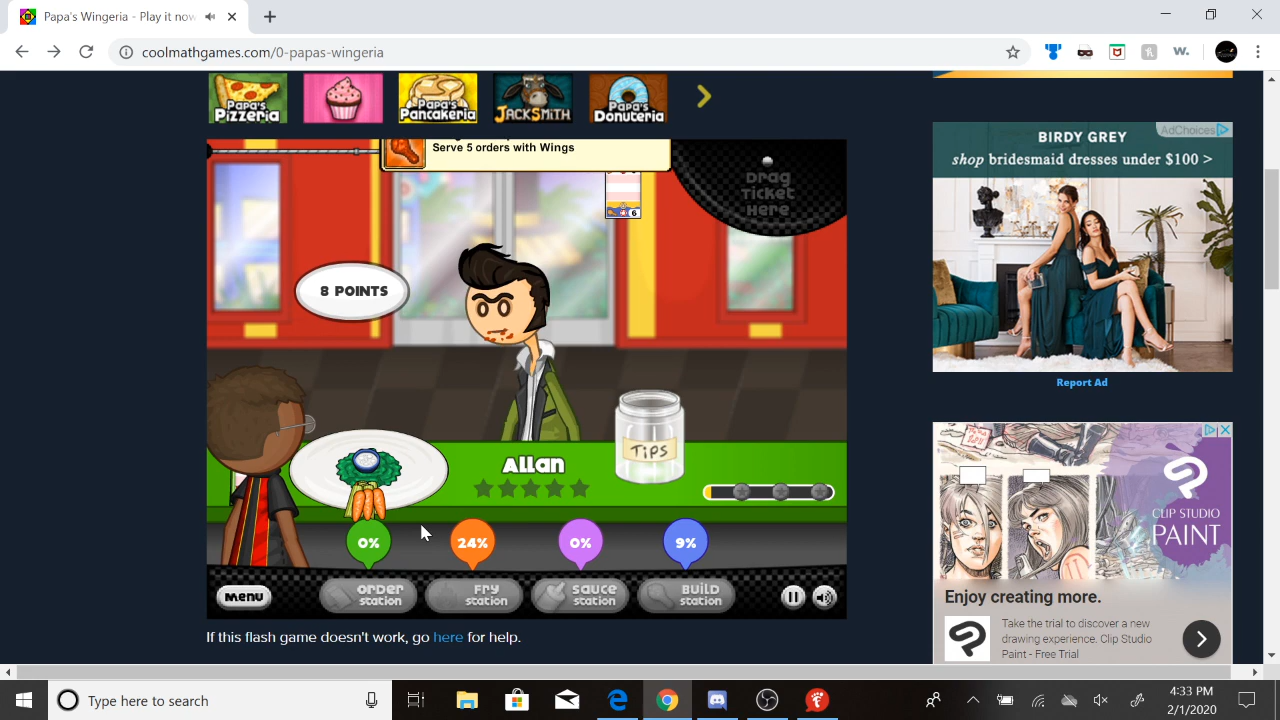 Papa's Wingeria - Play it now
coolmathgames.com/0-papas-wingeria
W.
Papa's
Pizzeria
Papa's
Pancakeria
JackSmith
Papa's
Donuteria
Serve 5 orders with Wings
6
Drag
Ticket
Here
8 POINTS
Tips
Allan
0%
24%
0%
9%
Menu
Order
station
Fry
station
Sauce
station
Build
station
If this flash game doesn't work, go here for help.
AdChoices
BIRDY GREY
shop bridesmaid dresses under $100 >
Report Ad
CLIP STUDIO
PAINT
Enjoy creating more.
Take the trial to discover a new
drawing experience. Clip Studio
Paint - Free Trial
Type here to search
4:33 PM
2/1/2020